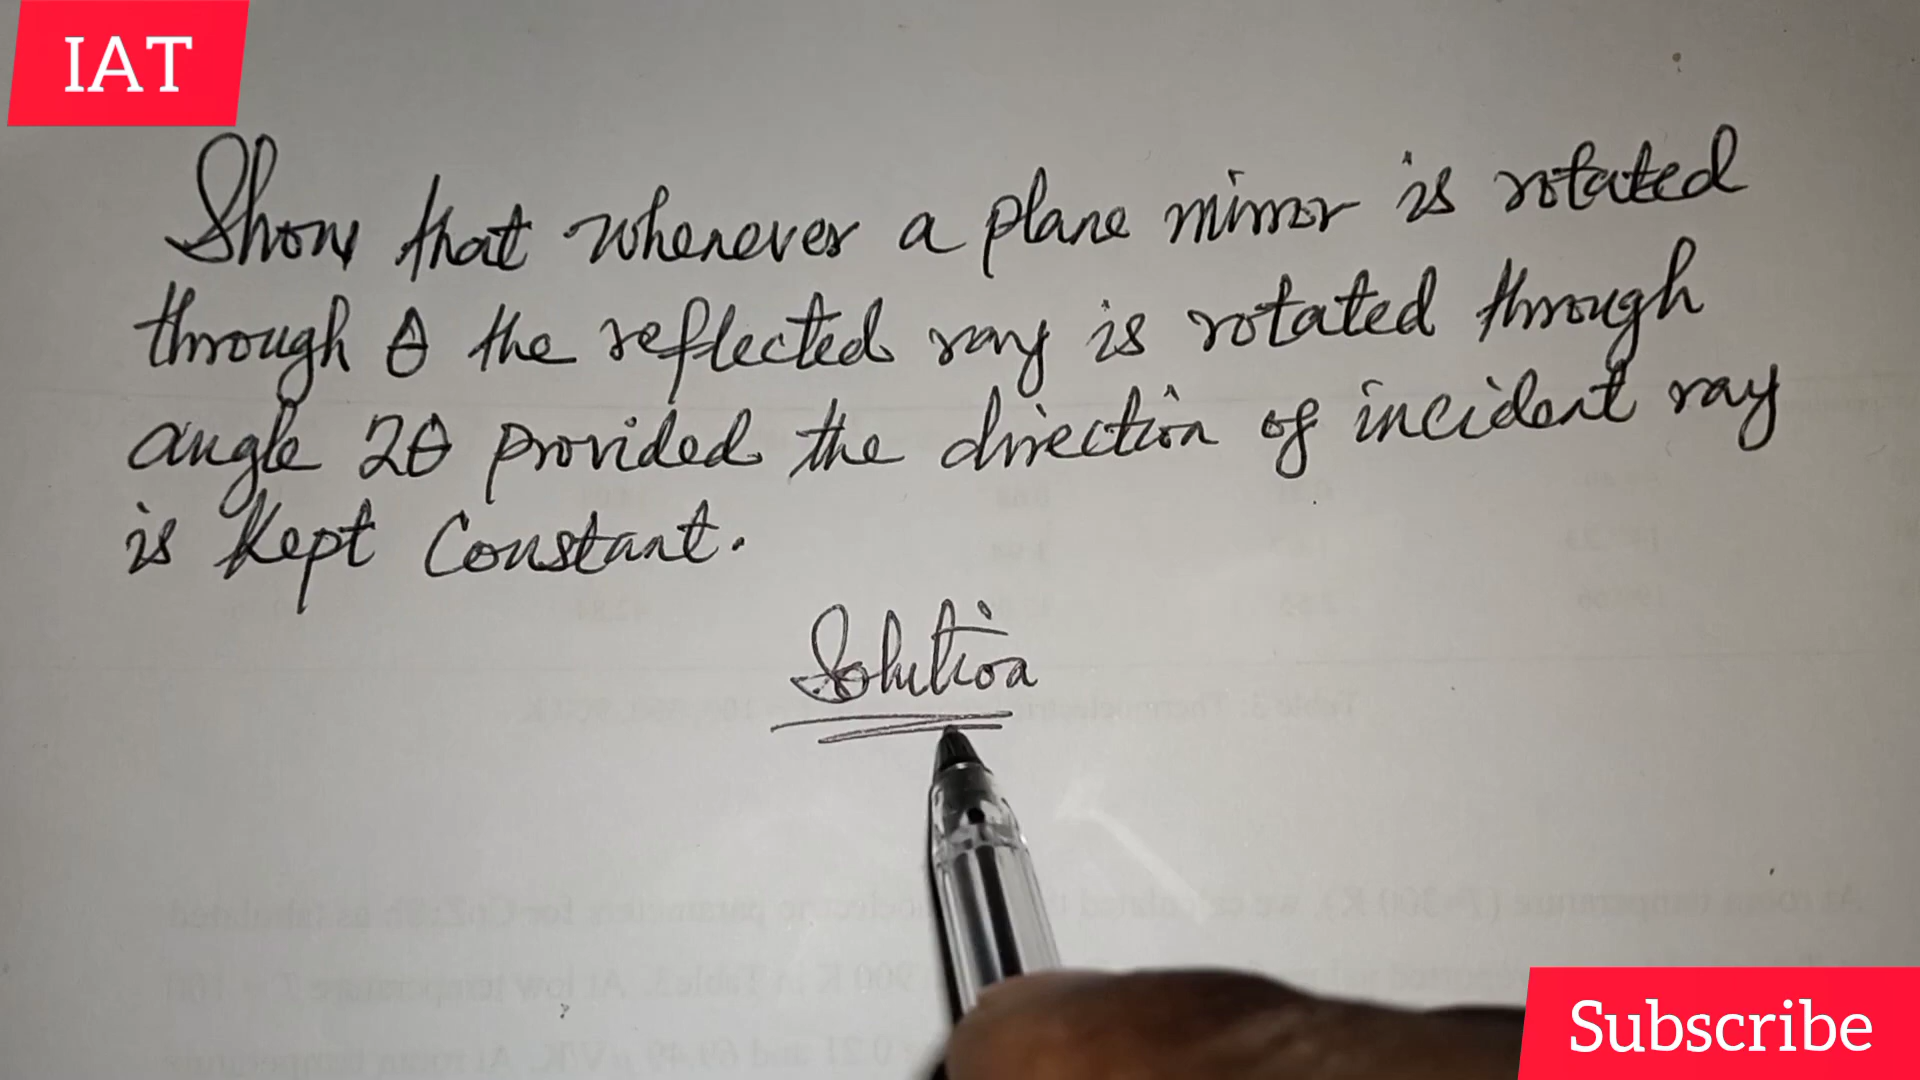 IAT
Show that whenever a plane mirror is rotated
through θ the reflected ray is rotated through
angle 2θ provided the direction of incident ray
is kept constant.
Solution
Subscribe